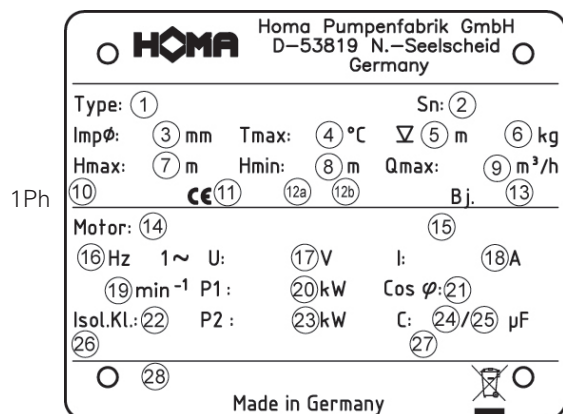 HOMA
Homa Pumpenfabrik GmbH
D-53819 N.-Seelscheid
Germany
Type: 1 Sn: 2
ImpØ: 3 mm Tmax: 4 °C 5 m 6 kg
Hmax: 7 m Hmin: 8 m Qmax: 9 m³/h
1Ph
10 CE 11 12a 12b Bj. 13
Motor: 14 15
16 Hz 1~ U: 17 V I: 18 A
19 min⁻¹ P1: 20 kW Cos φ: 21
Isol.Kl.: 22 P2: 23 kW C: 24 / 25 µF
26 27
28
Made in Germany